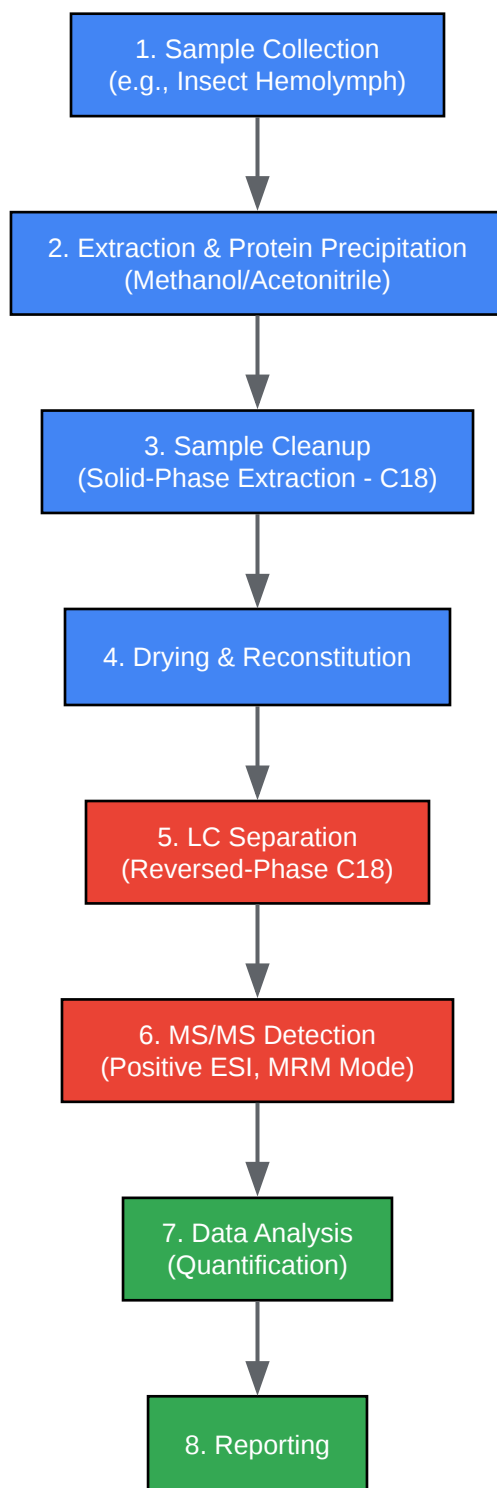 1. Sample Collection
(e.g., Insect Hemolymph)
2. Extraction & Protein Precipitation
(Methanol/Acetonitrile)
3. Sample Cleanup
(Solid-Phase Extraction - C18)
4. Drying & Reconstitution
5. LC Separation
(Reversed-Phase C18)
6. MS/MS Detection
(Positive ESI, MRM Mode)
7. Data Analysis
(Quantification)
8. Reporting